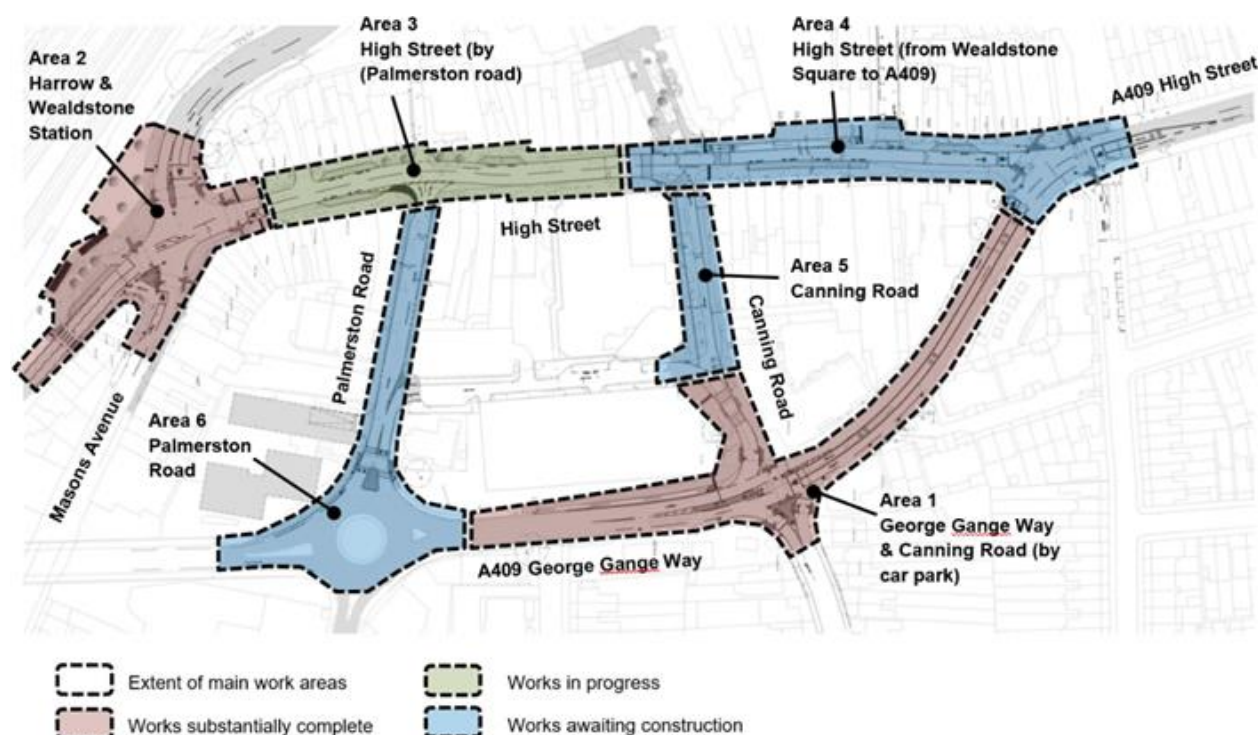 Area 3
High Street (by
(Palmerston road)
Area 4
High Street (from Wealdstone
Square to A409)
Area 2
Harrow &
Wealdstone
Station
A409 High Street
High Street
Area 5
Canning Road
Palmerston Road
Canning Road
Masons Avenue
Area 6
Palmerston
Road
Area 1
George Gange Way
& Canning Road (by
car park)
A409 George Gange Way
Extent of main work areas
Works in progress
Works substantially complete
Works awaiting construction